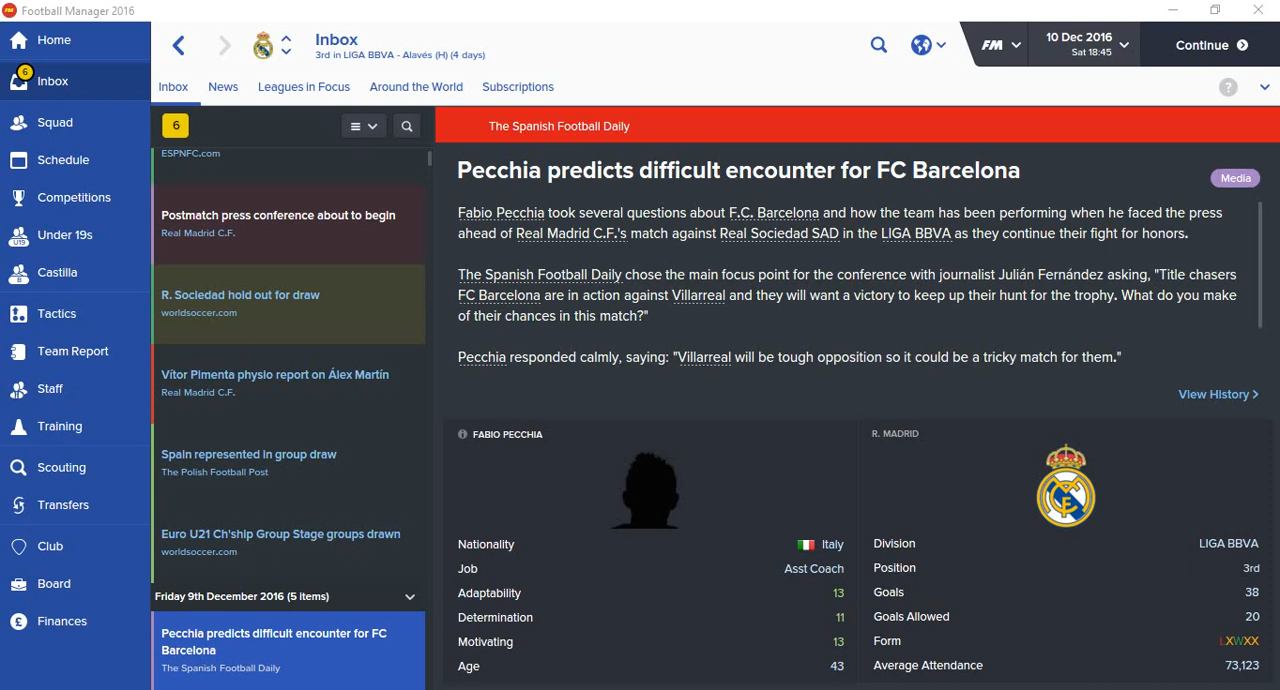 Football Manager 2016
Home
6
Inbox
Squad
Schedule
Competitions
Under 19s
Castilla
Tactics
Team Report
Staff
Training
Scouting
Transfers
Club
Board
Finances
Inbox
3rd in LIGA BBVA - Alavés (H) (4 days)
FM
10 Dec 2016
Sat 18:45
Continue
Inbox
News
Leagues in Focus
Around the World
Subscriptions
?
6
ESPNFC.com
Postmatch press conference about to begin
Real Madrid C.F.
R. Sociedad hold out for draw
worldsoccer.com
Vítor Pimenta physio report on Álex Martín
Real Madrid C.F.
Spain represented in group draw
The Polish Football Post
Euro U21 Ch'ship Group Stage groups drawn
worldsoccer.com
Friday 9th December 2016 (5 items)
Pecchia predicts difficult encounter for FC
Barcelona
The Spanish Football Daily
The Spanish Football Daily
Pecchia predicts difficult encounter for FC Barcelona
Media
Fabio Pecchia took several questions about F.C. Barcelona and how the team has been performing when he faced the press
ahead of Real Madrid C.F.'s match against Real Sociedad SAD in the LIGA BBVA as they continue their fight for honors.
The Spanish Football Daily chose the main focus point for the conference with journalist Julián Fernández asking, "Title chasers
FC Barcelona are in action against Villarreal and they will want a victory to keep up their hunt for the trophy. What do you make
of their chances in this match?"
Pecchia responded calmly, saying: "Villarreal will be tough opposition so it could be a tricky match for them."
View History >
FABIO PECCHIA
Nationality Italy
Job Asst Coach
Adaptability 13
Determination 11
Motivating 13
Age 43
R. MADRID
Division LIGA BBVA
Position 3rd
Goals 38
Goals Allowed 20
Form LXWXX
Average Attendance 73,123